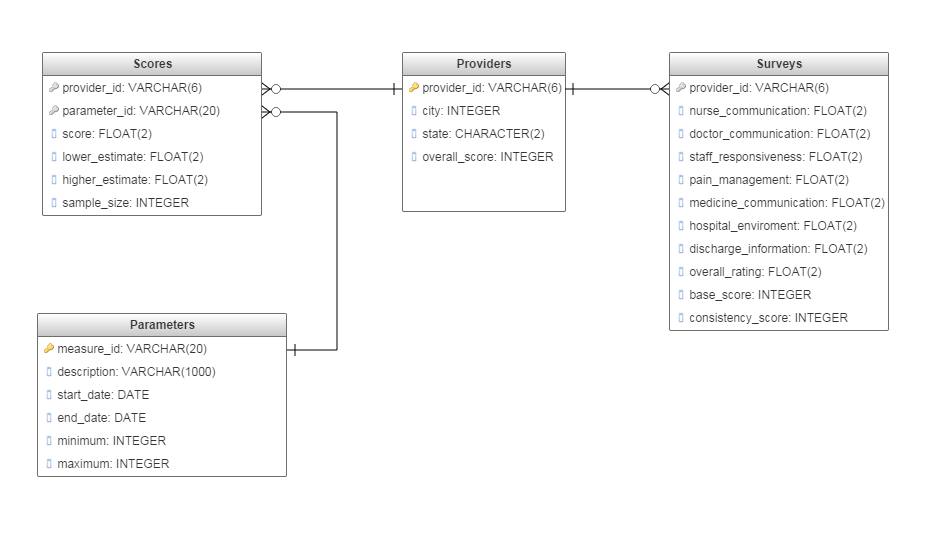 Scores
provider_id: VARCHAR(6)
parameter_id: VARCHAR(20)
score: FLOAT(2)
lower_estimate: FLOAT(2)
higher_estimate: FLOAT(2)
sample_size: INTEGER
Providers
provider_id: VARCHAR(6)
city: INTEGER
state: CHARACTER(2)
overall_score: INTEGER
Surveys
provider_id: VARCHAR(6)
nurse_communication: FLOAT(2)
doctor_communication: FLOAT(2)
staff_responsiveness: FLOAT(2)
pain_management: FLOAT(2)
medicine_communication: FLOAT(2)
hospital_enviroment: FLOAT(2)
discharge_information: FLOAT(2)
overall_rating: FLOAT(2)
base_score: INTEGER
consistency_score: INTEGER
Parameters
measure_id: VARCHAR(20)
description: VARCHAR(1000)
start_date: DATE
end_date: DATE
minimum: INTEGER
maximum: INTEGER